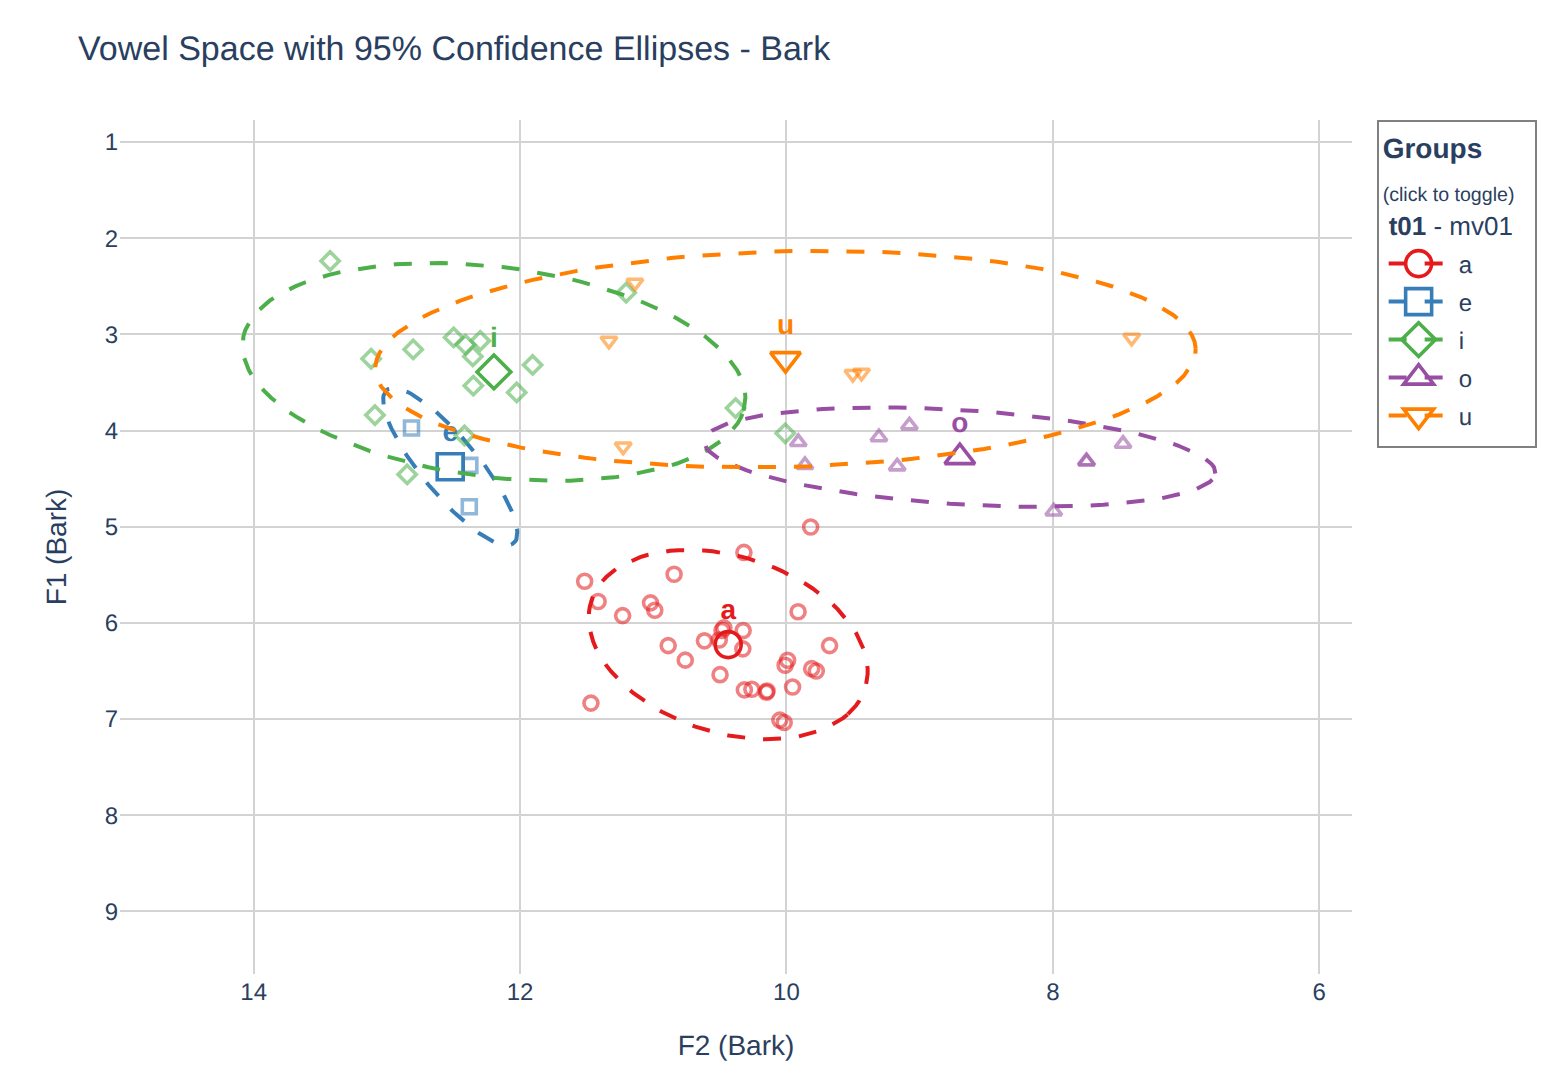 Vowel Space with 95% Confidence Ellipses - Bark
1
2
3
4
5
6
7
8
9
F1 (Bark)
14
12
10
8
6
F2 (Bark)
i
u
e
o
a
Groups
(click to toggle)
t01 - mv01
a
e
i
o
u